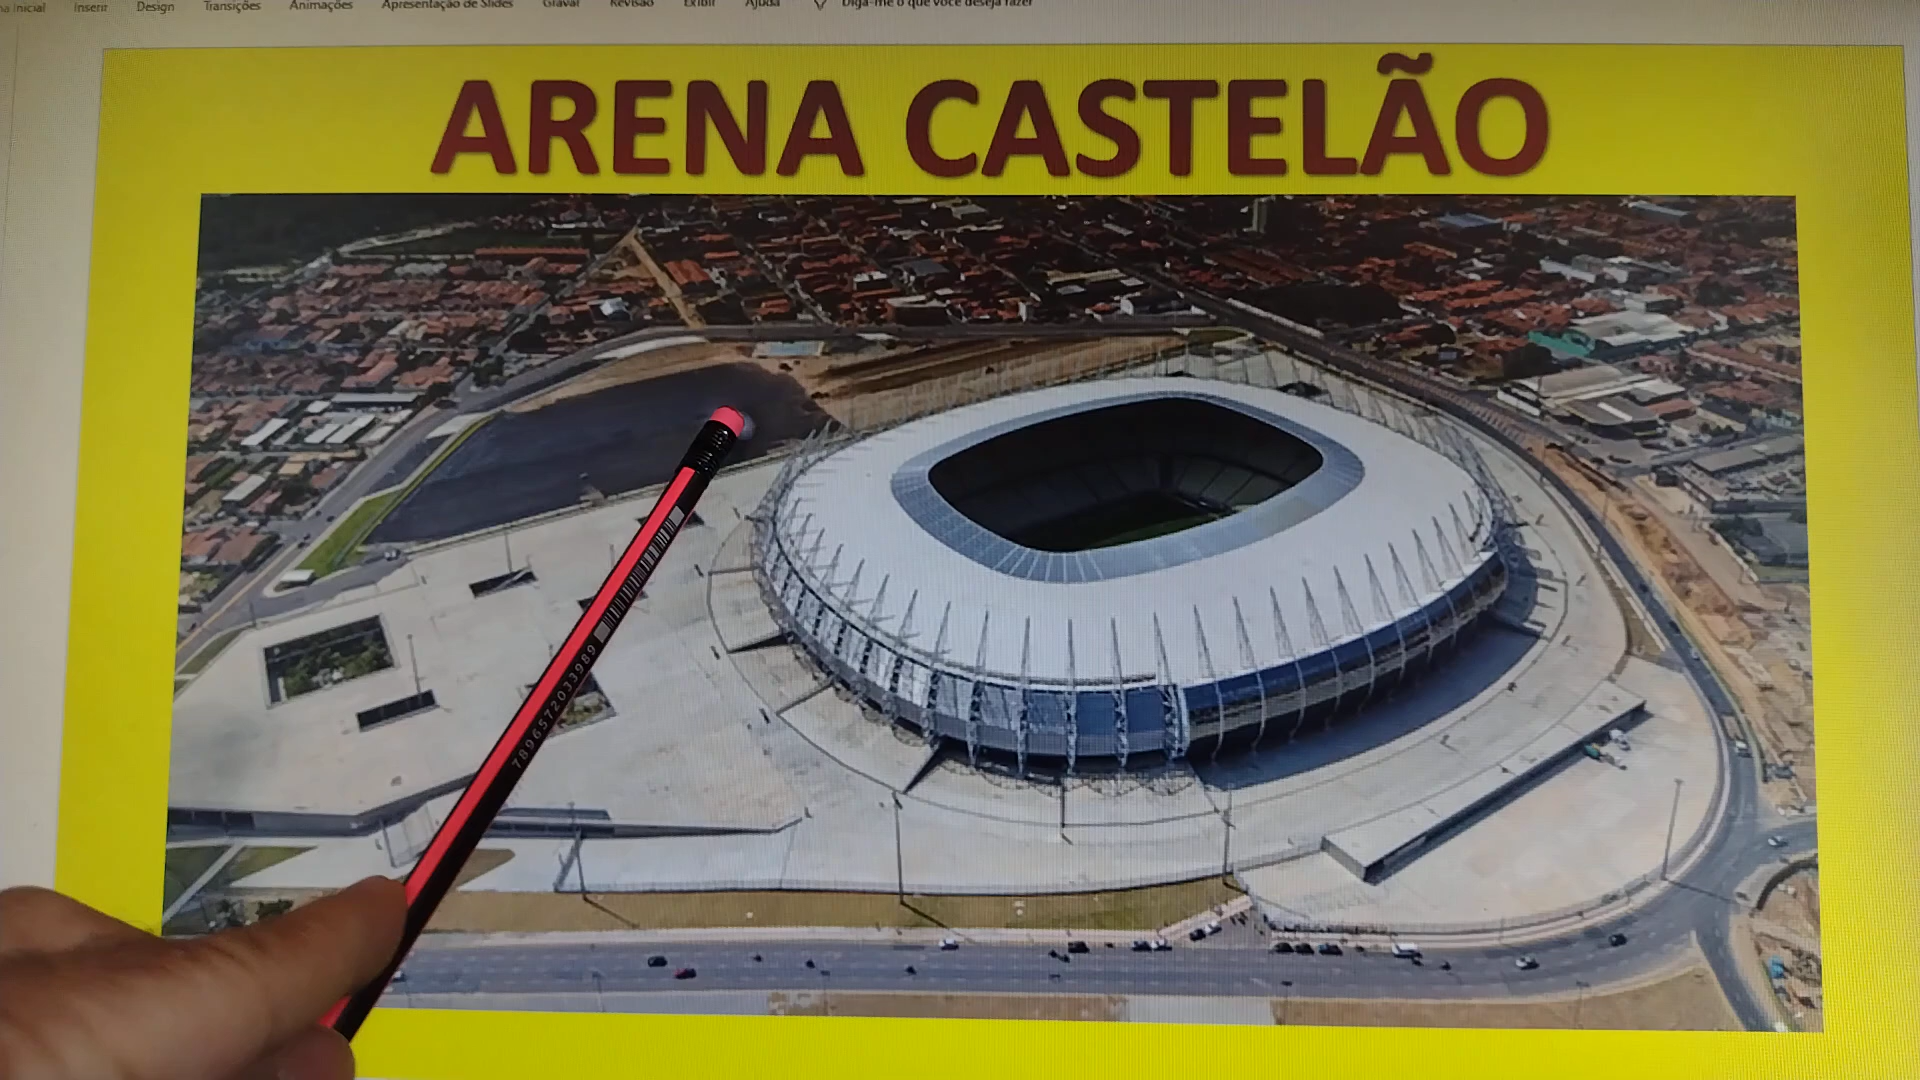 Inserir Design Transições Animações Apresentação de Slides Gravar Revisão Exibir Ajuda Diga-me o que você deseja fazer
ARENA CASTELÃO
7896572033989